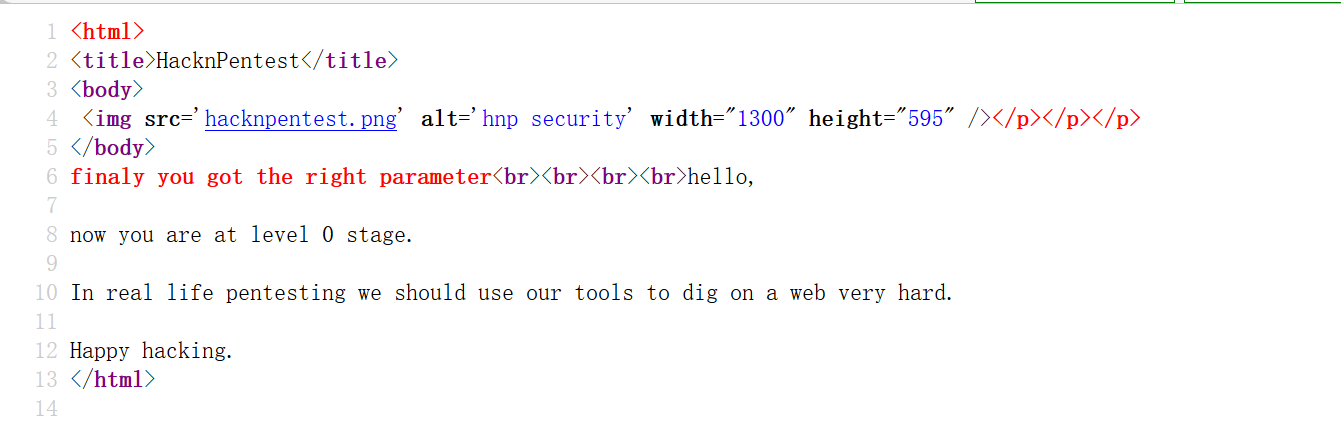 1 <html>
2 <title>HacknPentest</title>
3 <body>
4 <img src='hacknpentest.png' alt='hnp security' width="1300" height="595" /></p></p></p>
5 </body>
6 finaly you got the right parameter<br><br><br><br>hello,
7
8 now you are at level 0 stage.
9
10 In real life pentesting we should use our tools to dig on a web very hard.
11
12 Happy hacking.
13 </html>
14